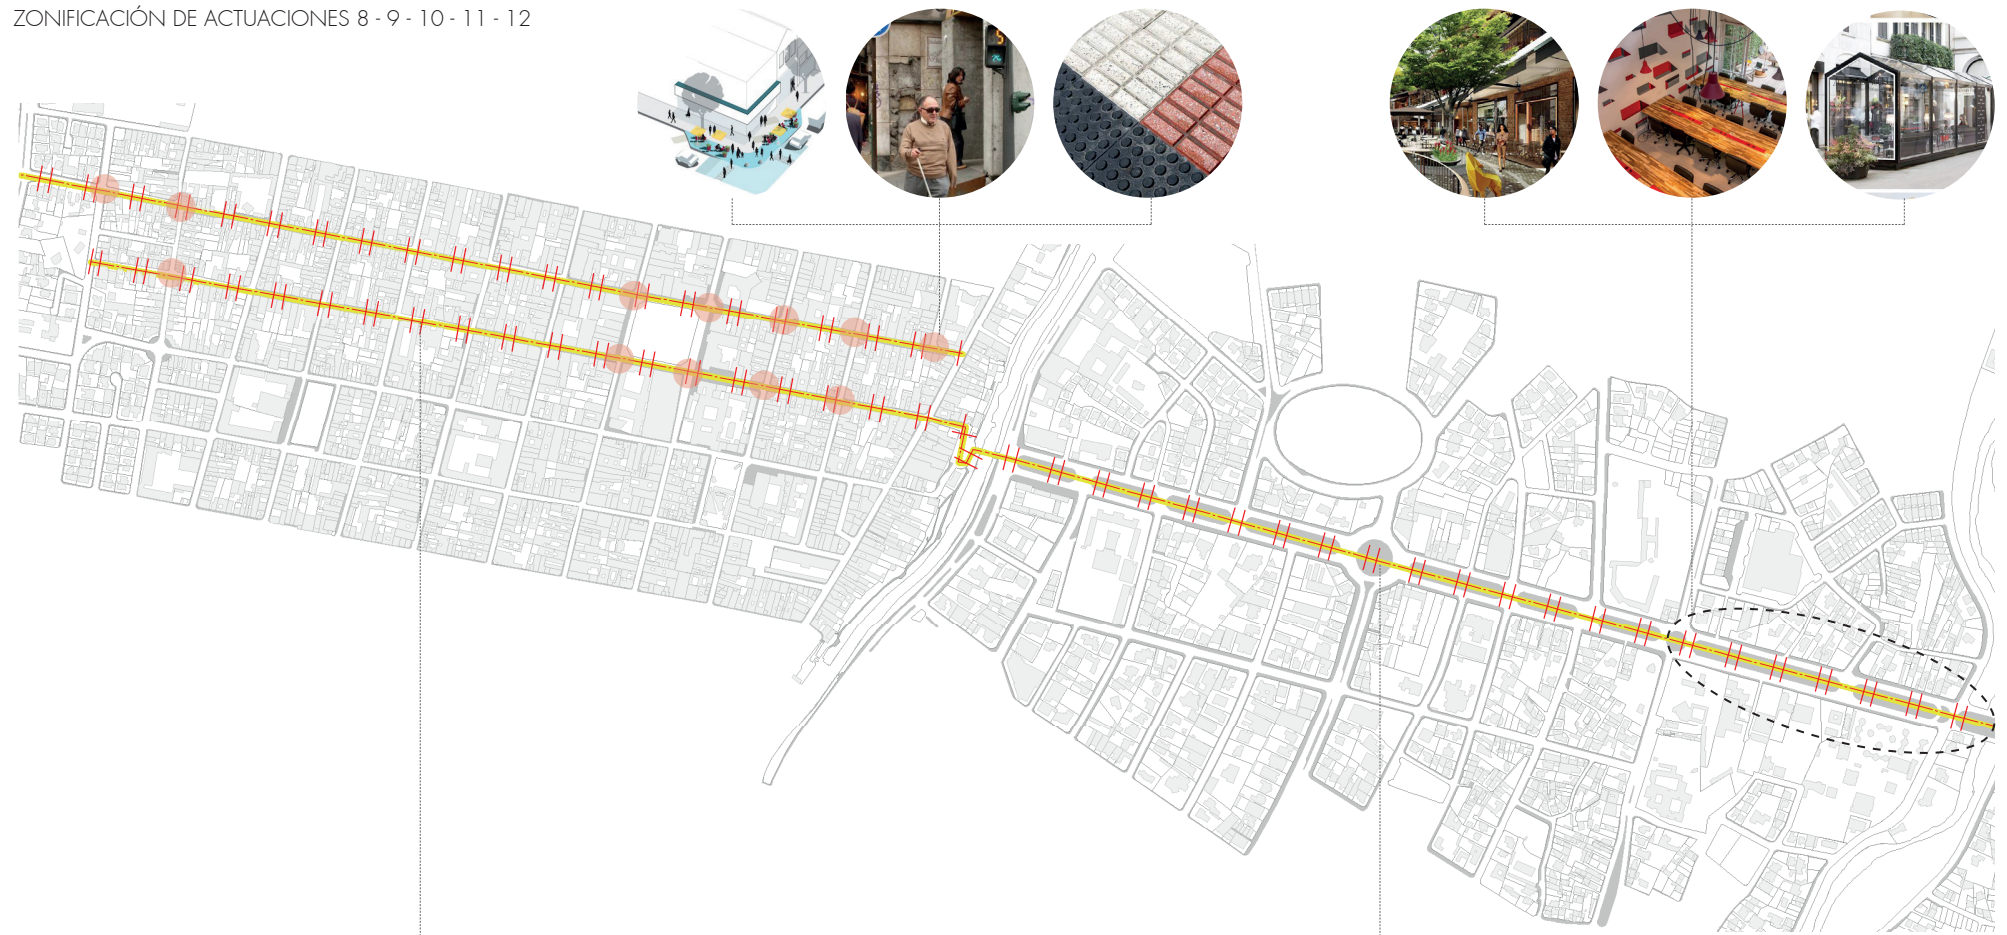 ZONIFICACIÓN DE ACTUACIONES 8 - 9 - 10 - 11 - 12